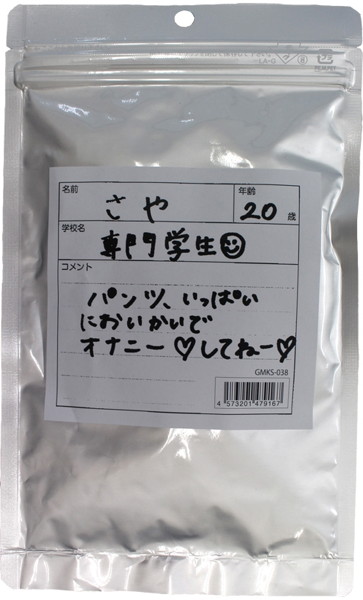 名前
年齢
さや
20 歳
学校名
専門学生
コメント
パンツ、いっぱい
においかいで
オナニー♡してねー♡
GMKS-038
4 573201 479167